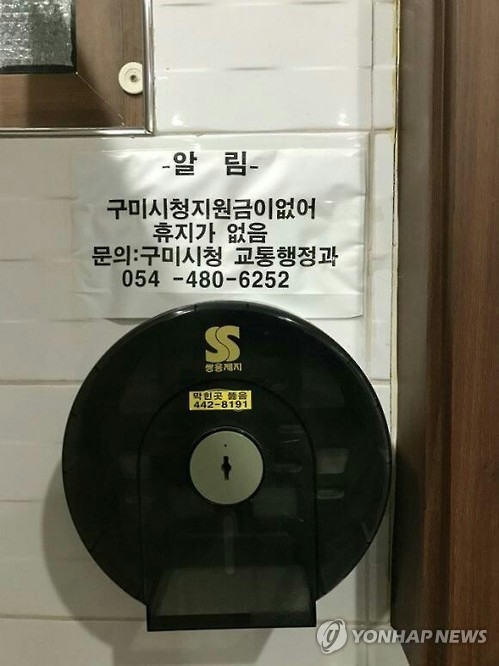 -알 림-
구미시청지원금이없어
휴지가 없음
문의:구미시청 교통행정과
054 -480-6252
SS
쌍용제지
막힌곳 뚫음
442-8191
YONHAPNEWS